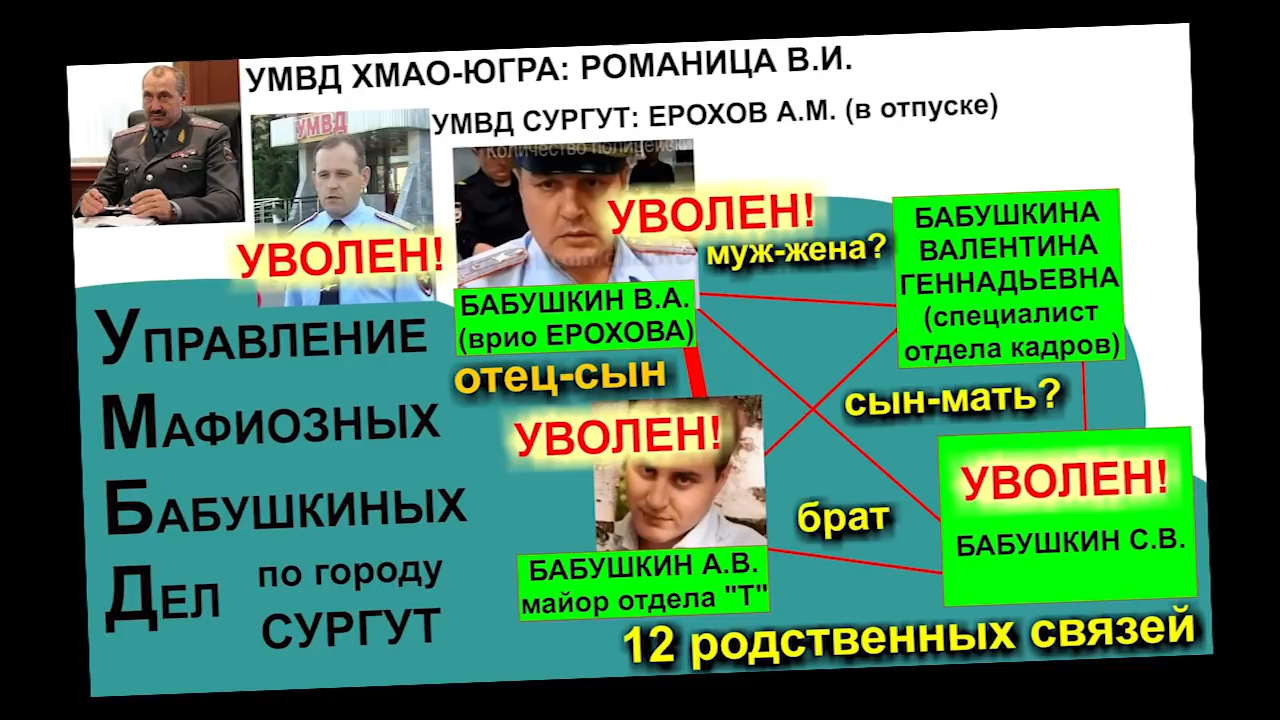 УМВД ХМАО-ЮГРА: РОМАНИЦА В.И.
УМВД СУРГУТ: ЕРОХОВ А.М. (в отпуске)
УМВД
Количество полицейск
УВОЛЕН!
УВОЛЕН!
муж-жена?
БАБУШКИНА
ВАЛЕНТИНА
ГЕННАДЬЕВНА
(специалист
отдела кадров)
БАБУШКИН В.А.
(врио ЕРОХОВА)
отец-сын
сын-мать?
УВОЛЕН!
УВОЛЕН!
БАБУШКИН С.В.
брат
БАБУШКИН А.В.
майор отдела "Т"
12 родственных связей
УПРАВЛЕНИЕ
МАФИОЗНЫХ
БАБУШКИНЫХ
ДЕЛ по городу
СУРГУТ